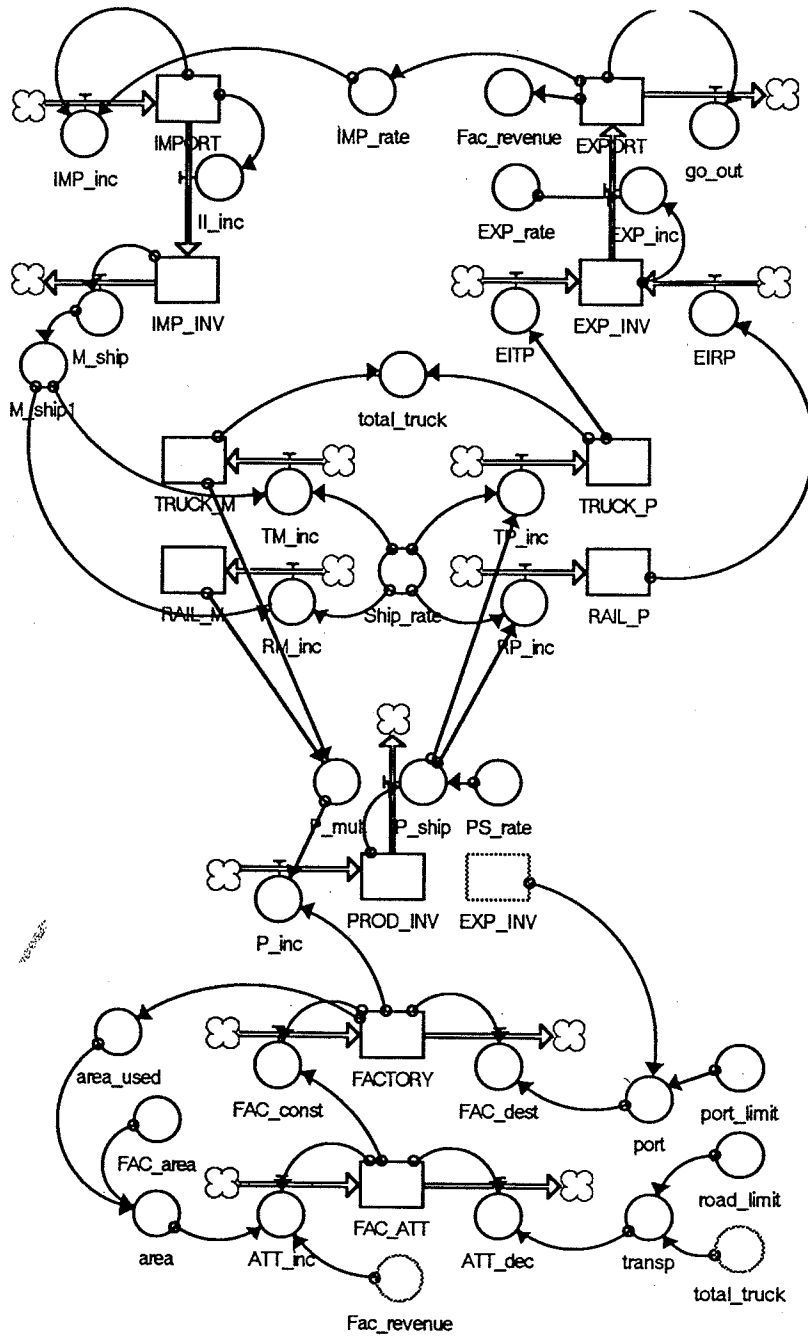 IMPORT
IMP_rate
Fac_revenue
EXPORT
go_out
IMP_inc
II_inc
EXP_rate
EXP_inc
IMP_INV
EITP
EXP_INV
EIRP
M_ship
M_ship1
total_truck
TRUCK_M
TM_inc
TP_inc
TRUCK_P
RAIL_M
RM_inc
Ship_rate
RP_inc
RAIL_P
P_mult
P_ship
PS_rate
P_inc
PROD_INV
EXP_INV
area_used
FAC_const
FACTORY
FAC_dest
port
port_limit
FAC_area
road_limit
area
ATT_inc
FAC_ATT
ATT_dec
transp
total_truck
Fac_revenue